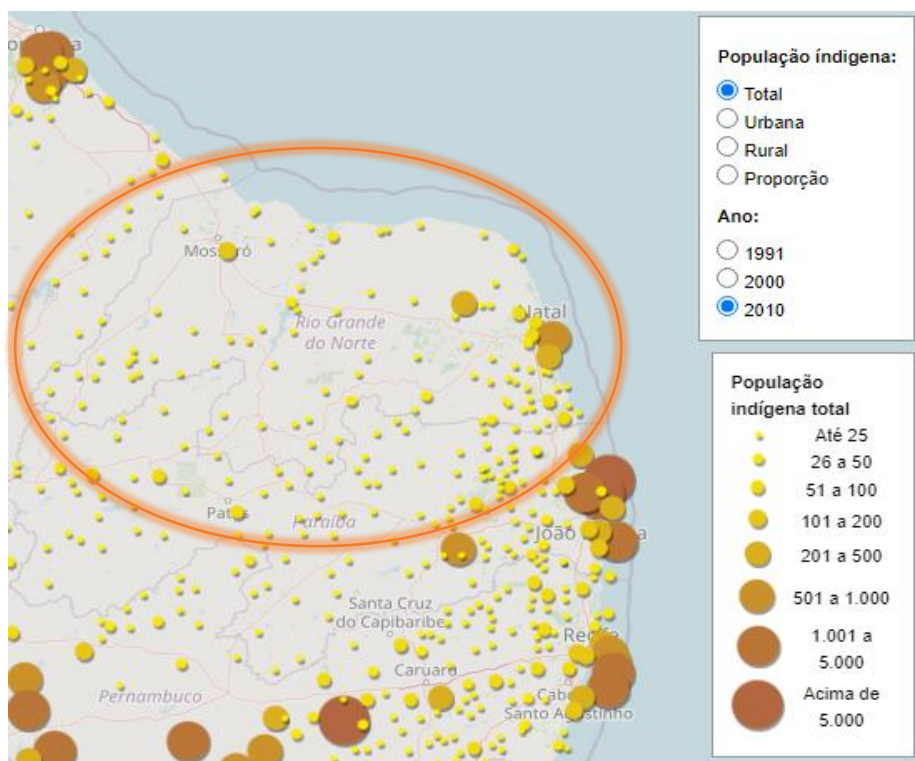 População índigena:
Total
Urbana
Rural
Proporção
Ano:
1991
2000
2010
População
indígena total
Até 25
26 a 50
51 a 100
101 a 200
201 a 500
501 a 1.000
1.001 a
5.000
Acima de
5.000
Mossoró
Natal
Rio Grande
do Norte
Patos
Paraíba
João
Santa Cruz
do Capibaribe
Recife
Caruaru
Pernambuco
Cabo
Santo Agostinho